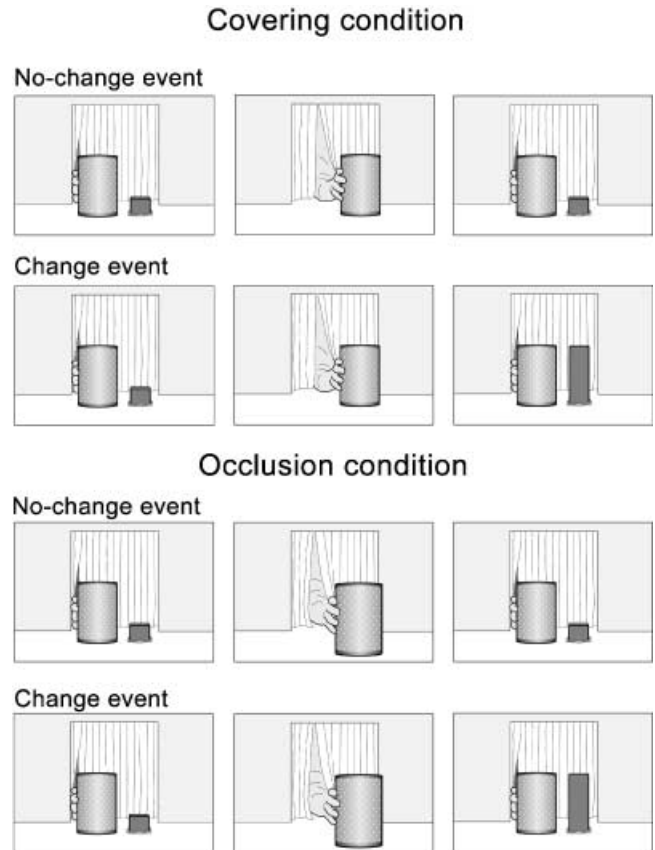 Covering condition
No-change event
Change event
Occlusion condition
No-change event
Change event